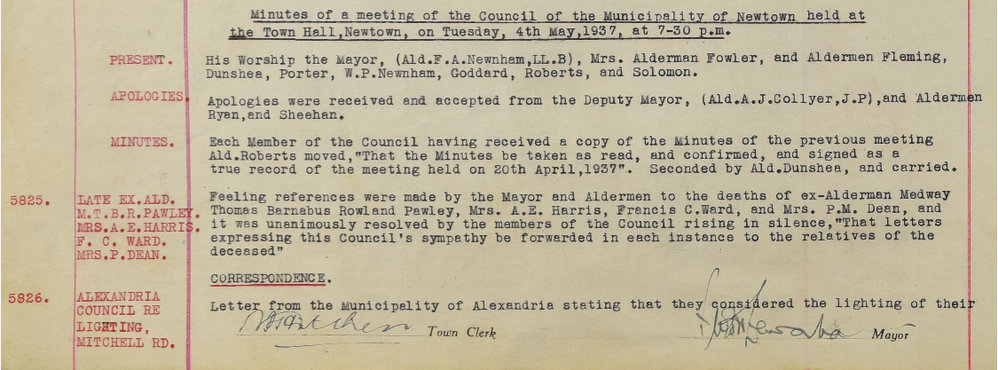 Minutes of a meeting of the Council of the Municipality of Newtown held at
the Town Hall,Newtown, on Tuesday, 4th May,1937, at 7-30 p.m.
PRESENT. His Worship the Mayor, (Ald.F.A.Newnham,LL.B), Mrs. Alderman Fowler, and Aldermen Fleming,
Dunshea, Porter, W.P.Newnham, Goddard, Roberts, and Solomon.
APOLOGIES. Apologies were received and accepted from the Deputy Mayor, (Ald.A.J.Collyer,J.P),and Aldermen
Ryan,and Sheehan.
MINUTES. Each Member of the Council having received a copy of the Minutes of the previous meeting
Ald.Roberts moved,"That the Minutes be taken as read, and confirmed, and signed as a
true record of the meeting held on 20th April,1937". Seconded by Ald.Dunshea, and carried.
5825. LATE EX.ALD. Feeling references were made by the Mayor and Aldermen to the deaths of ex-Alderman Medway
M.T.B.R.PAWLEY. Thomas Barnabus Rowland Pawley, Mrs. A.E. Harris, Francis C.Ward, and Mrs. P.M. Dean, and
MRS.A.E.HARRIS. it was unanimously resolved by the members of the Council rising in silence,"That letters
F. C. WARD. expressing this Council's sympathy be forwarded in each instance to the relatives of the
MRS.P.DEAN. deceased"
CORRESPONDENCE.
5826. ALEXANDRIA Letter from the Municipality of Alexandria stating that they considered the lighting of their
COUNCIL RE
LIGHTING, Town Clerk Mayor
MITCHELL RD.